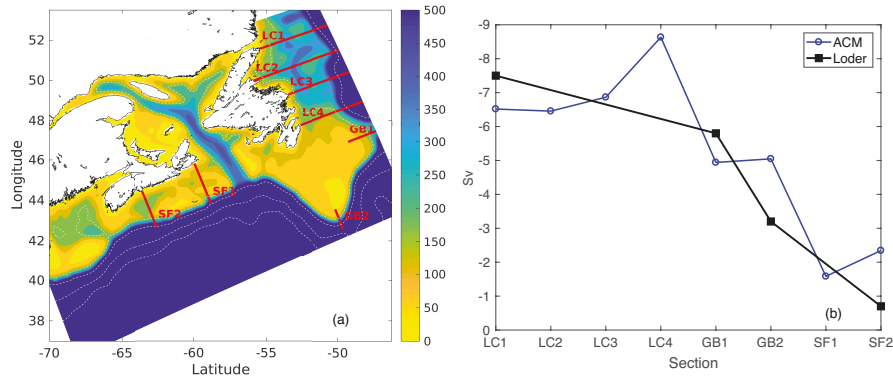 52
50
48
46
44
42
40
38
Longitude
-70
-65
-60
-55
-50
Latitude
LC1
LC2
LC3
LC4
GB1
SF1
SF2
GB2
(a)
500
450
400
350
300
250
200
150
100
50
0
-9
-8
-7
-6
-5
-4
-3
-2
-1
0
Sv
ACM
Loder
(b)
LC1
LC2
LC3
LC4
GB1
GB2
SF1
SF2
Section